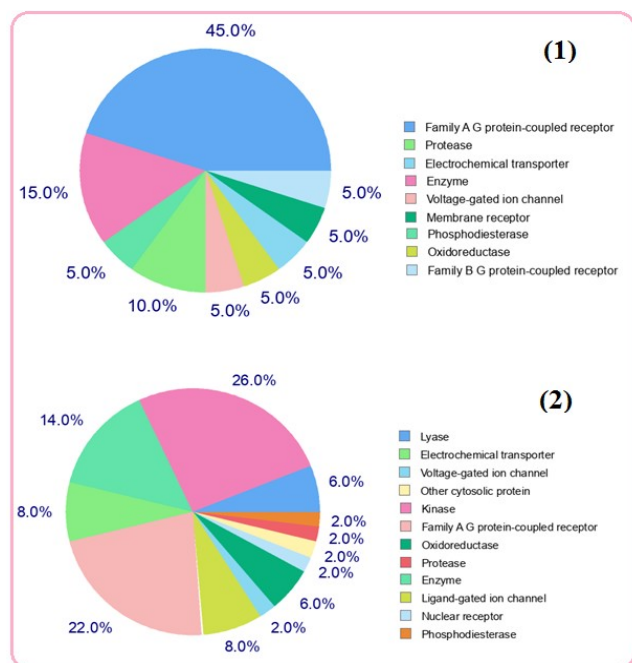 45.0%
(1)
Family A G protein-coupled receptor
Protease
Electrochemical transporter
Enzyme
Voltage-gated ion channel
Membrane receptor
Phosphodiesterase
Oxidoreductase
Family B G protein-coupled receptor
15.0%
5.0%
5.0%
5.0%
5.0%
5.0%
5.0%
10.0%
26.0%
(2)
14.0%
Lyase
Electrochemical transporter
Voltage-gated ion channel
Other cytosolic protein
Kinase
Family A G protein-coupled receptor
Oxidoreductase
Protease
Enzyme
Ligand-gated ion channel
Nuclear receptor
Phosphodiesterase
6.0%
8.0%
2.0%
2.0%
2.0%
2.0%
6.0%
2.0%
22.0%
8.0%